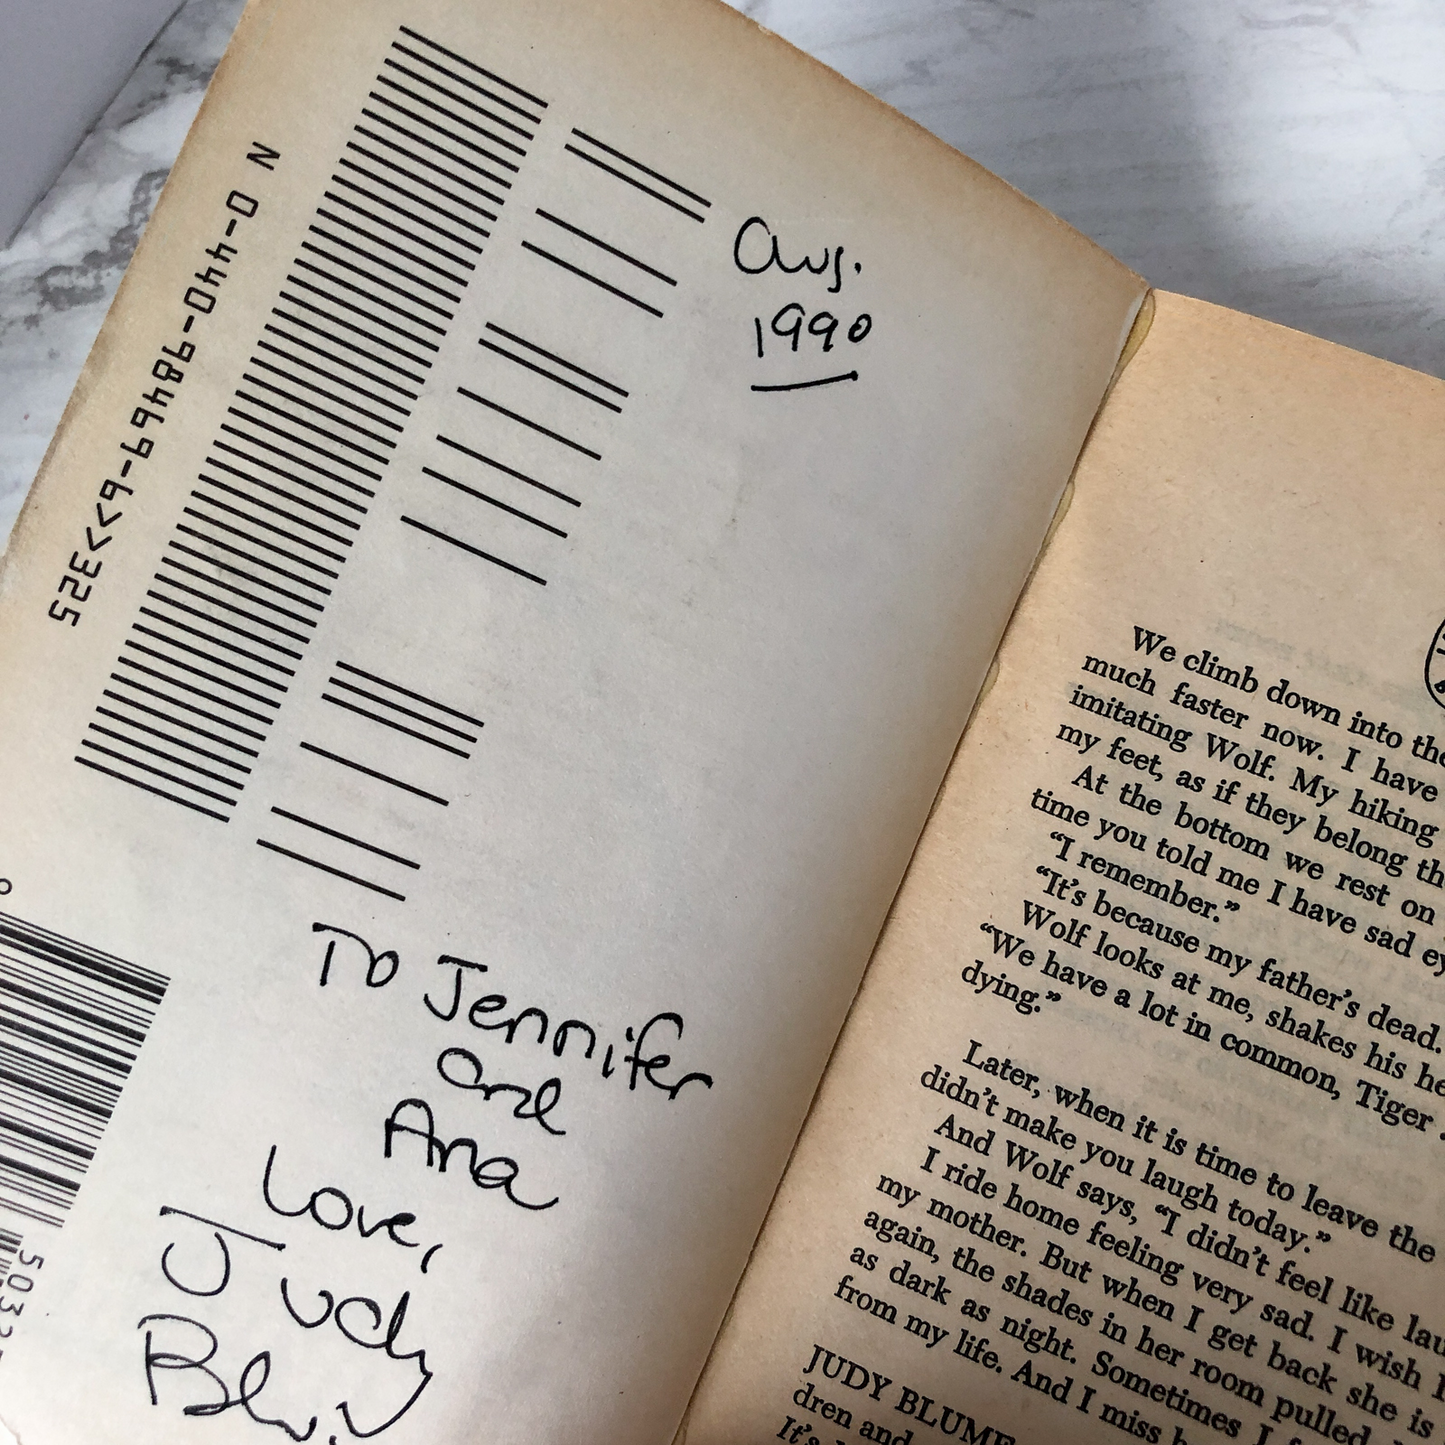 N 0-440-98469-6>>325
Aug.
1990
To Jennifer
and
Ana
Love,
Judy
Blume
5032
We climb down into the
much faster now. I have
imitating Wolf. My hiking
my feet, as if they belong
At the bottom we rest on
time you told me I have sad
"I remember."
"It's because my father's dead.
Wolf looks at me, shakes his
"We have a lot in common, Tiger
dying."
Later, when it is time to leave the
didn't make you laugh today."
And Wolf says, "I didn't feel like
I ride home feeling very sad. I wish I
my mother. But when I get back she is
again, the shades in her room pulled
as dark as night. Sometimes I
from my life. And I miss
JUDY BLUME
dren and
It's